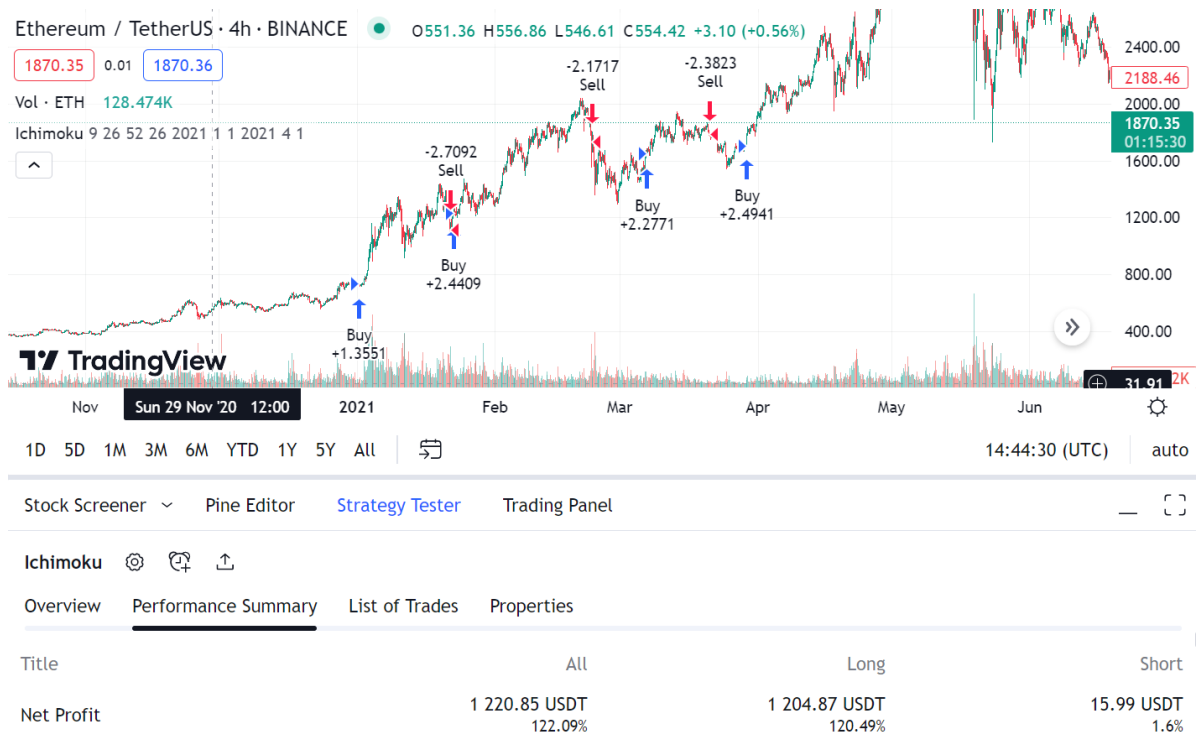 Ethereum / TetherUS · 4h · BINANCE O551.36 H556.86 L546.61 C554.42 +3.10 (+0.56%)
1870.35 0.01 1870.36
Vol · ETH 128.474K
Ichimoku 9 26 52 26 2021 1 1 2021 4 1
-2.1717
Sell
-2.3823
Sell
-2.7092
Sell
Buy
+2.2771
Buy
+2.4941
Buy
+2.4409
Buy
+1.3551
2400.00
2188.46
2000.00
1870.35
01:15:30
1600.00
1200.00
800.00
400.00
2K
31.91
TradingView
Nov Sun 29 Nov '20 12:00 2021 Feb Mar Apr May Jun
1D 5D 1M 3M 6M YTD 1Y 5Y All 14:44:30 (UTC) auto
Stock Screener Pine Editor Strategy Tester Trading Panel
Ichimoku
Overview Performance Summary List of Trades Properties
Title All Long Short
Net Profit 1 220.85 USDT 1 204.87 USDT 15.99 USDT
122.09% 120.49% 1.6%